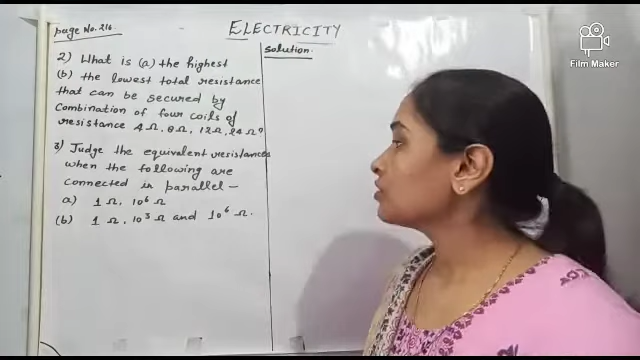 page No. 216
ELECTRICITY
Solution.
2) What is (a) the highest
(b) the lowest total resistance
that can be secured by
combination of four coils of
resistance 4 Ω, 8Ω, 12Ω, 24 Ω?
3) Judge the equivalent resistances
when the following are
connected in parallel –
a) 1 Ω, 10⁶ Ω
(b) 1 Ω, 10³ Ω and 10⁶ Ω.
Film Maker